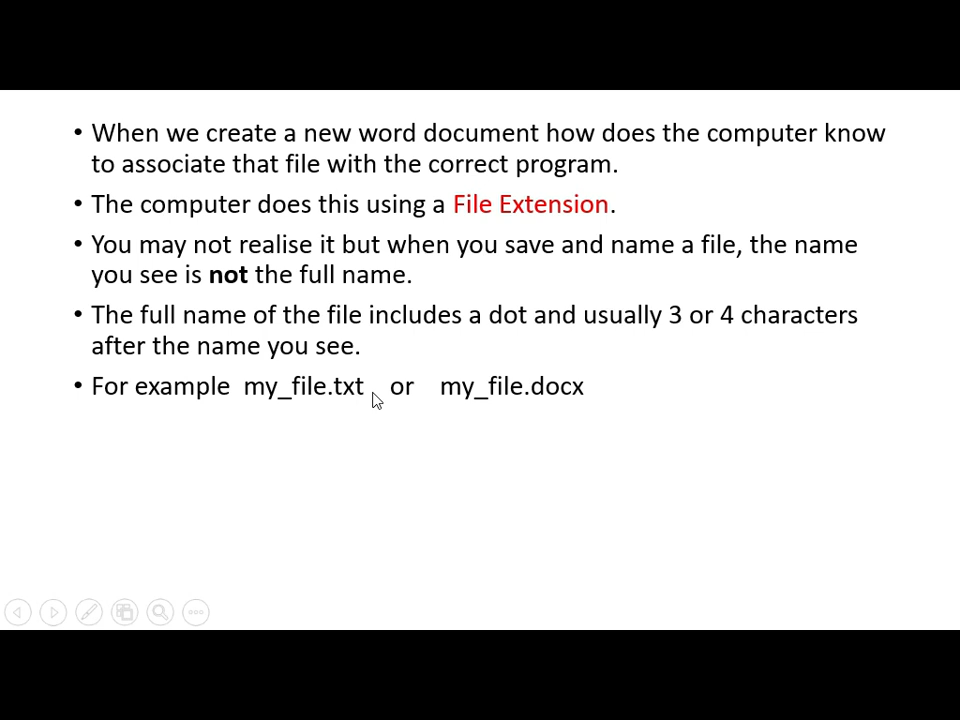 • When we create a new word document how does the computer know
to associate that file with the correct program.
• The computer does this using a File Extension.
• You may not realise it but when you save and name a file, the name
you see is not the full name.
• The full name of the file includes a dot and usually 3 or 4 characters
after the name you see.
• For example my_file.txt or my_file.docx